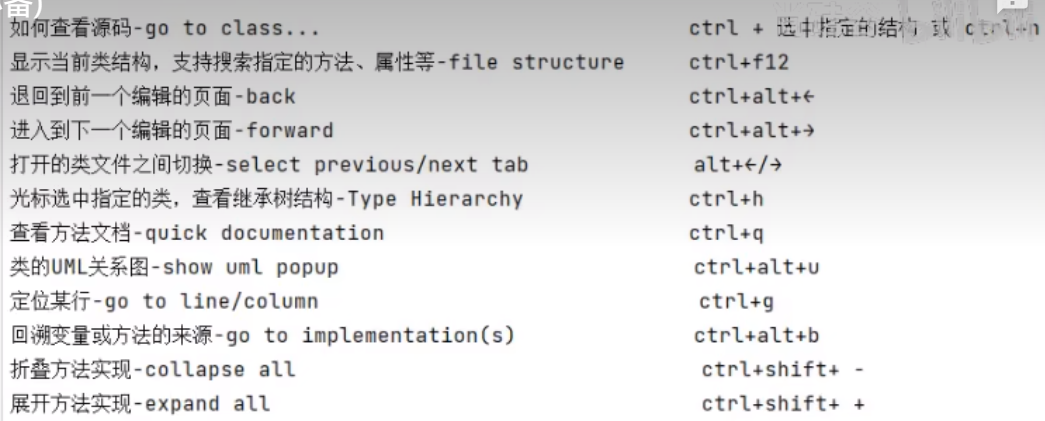 备)
如何查看源码-go to class... ctrl + 选中指定的结构 或 ctrl+n
显示当前类结构，支持搜索指定的方法、属性等-file structure ctrl+f12
退回到前一个编辑的页面-back ctrl+alt+←
进入到下一个编辑的页面-forward ctrl+alt+→
打开的类文件之间切换-select previous/next tab alt+←/→
光标选中指定的类，查看继承树结构-Type Hierarchy ctrl+h
查看方法文档-quick documentation ctrl+q
类的UML关系图-show uml popup ctrl+alt+u
定位某行-go to line/column ctrl+g
回溯变量或方法的来源-go to implementation(s) ctrl+alt+b
折叠方法实现-collapse all ctrl+shift+ -
展开方法实现-expand all ctrl+shift+ +